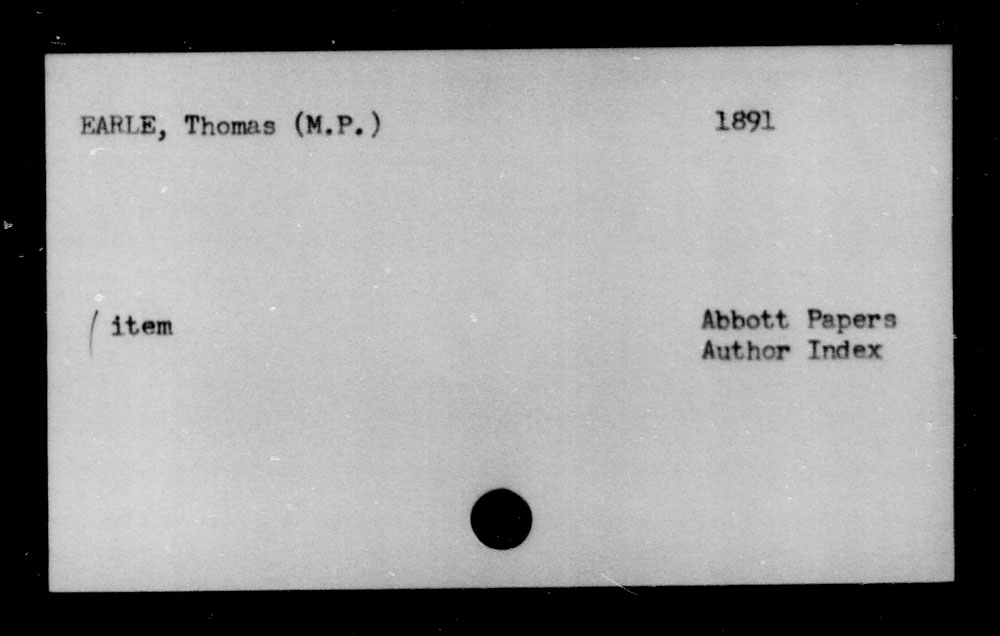 EARLE, Thomas (M.P.) 1891
/ item
Abbott Papers
Author Index